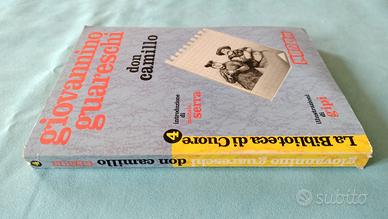 giovannino
guareschi
don
camillo
introduzione
di
serra
illustrazioni
di
gipi
4
La Biblioteca di Cuore
giovannino guareschi
don camillo
4
subito